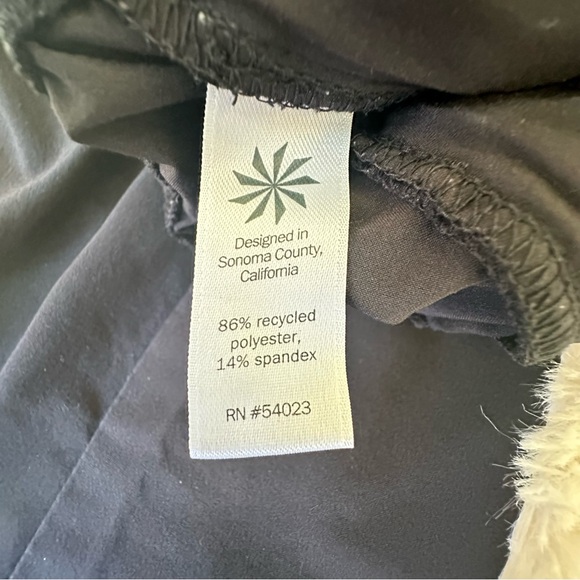 Designed in
Sonoma County,
California
86% recycled
polyester,
14% spandex
RN #54023